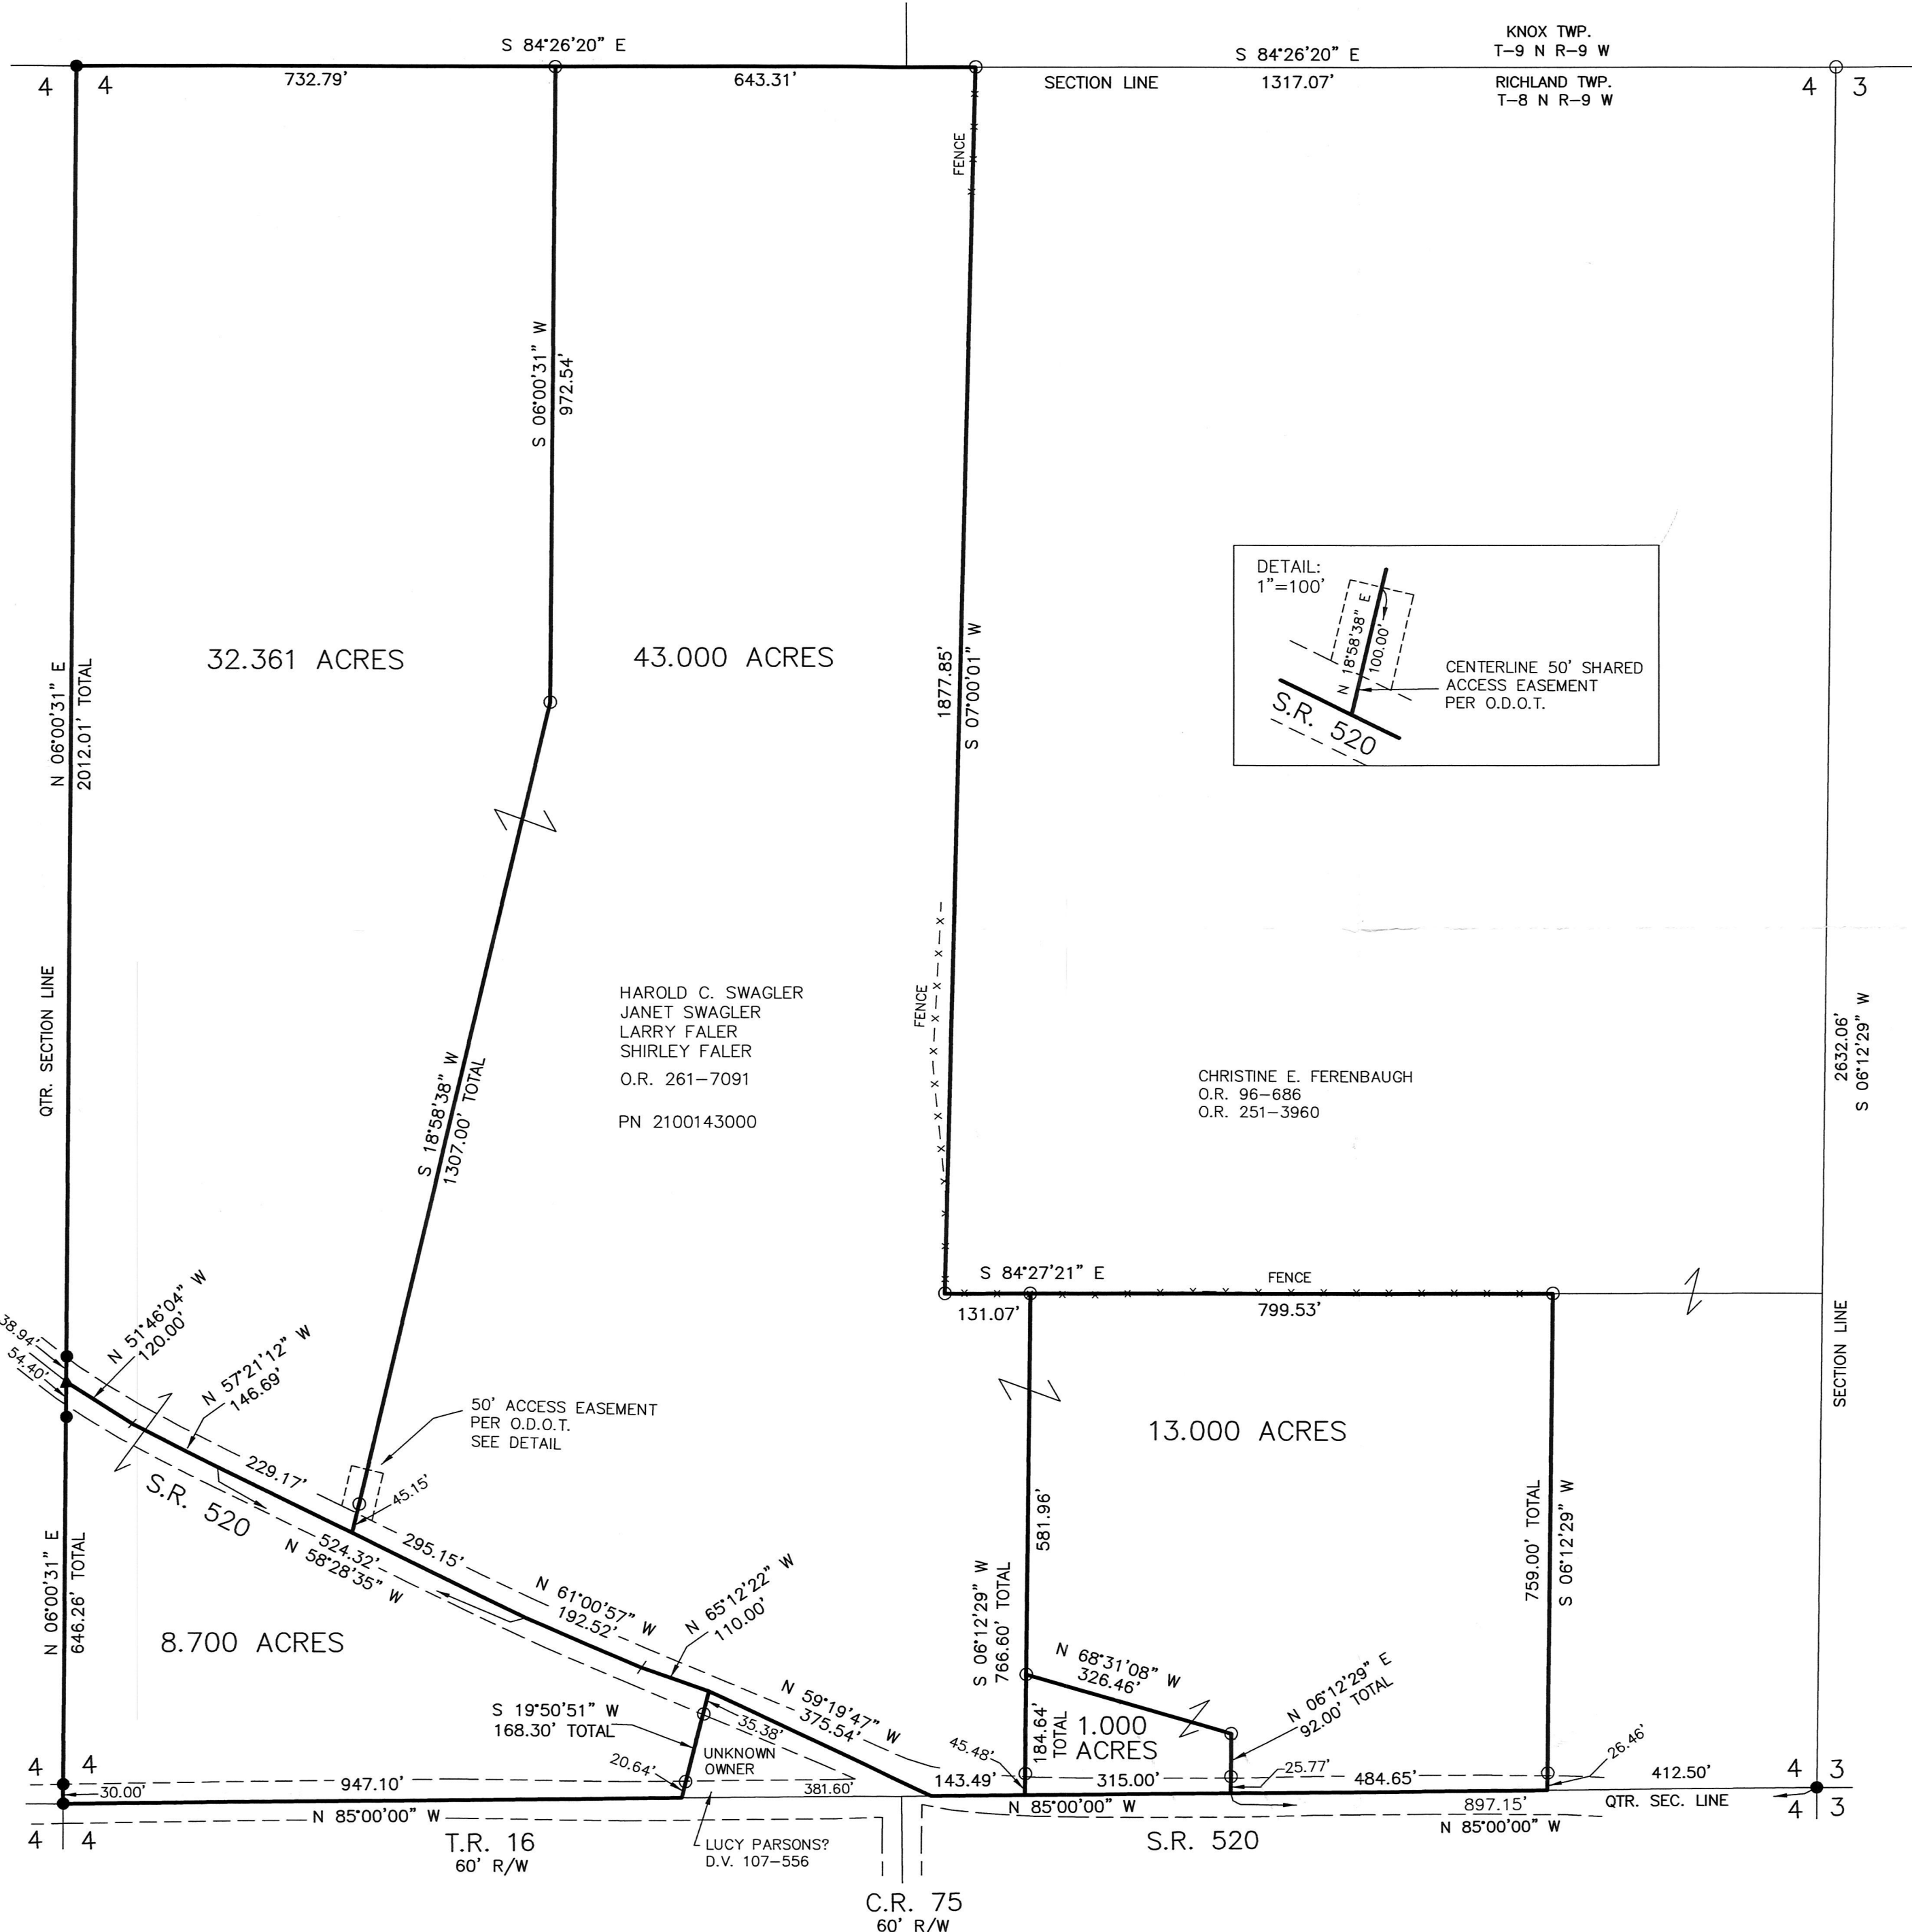 KNOX TWP.
T-9 N R-9 W
S 84°26'20" E
S 84°26'20" E
4
4
732.79'
643.31'
SECTION LINE
1317.07'
RICHLAND TWP.
T-8 N R-9 W
4
3
FENCE
S 06°00'31" W
972.54'
DETAIL:
1"=100'
N 18°58'38" E
100.00'
CENTERLINE 50' SHARED
ACCESS EASEMENT
PER O.D.O.T.
S.R. 520
32.361 ACRES
43.000 ACRES
N 06°00'31" E
2012.01' TOTAL
1877.85'
S 07°00'01" W
QTR. SECTION LINE
FENCE
HAROLD C. SWAGLER
JANET SWAGLER
LARRY FALER
SHIRLEY FALER
O.R. 261-7091
PN 2100143000
S 18°58'38" W
1307.00' TOTAL
CHRISTINE E. FERENBAUGH
O.R. 96-686
O.R. 251-3960
2632.06'
S 06°12'29" W
S 84°27'21" E
FENCE
131.07'
799.53'
38.94'
54.40'
N 51°46'04" W
120.00'
N 57°21'12" W
146.69'
SECTION LINE
50' ACCESS EASEMENT
PER O.D.O.T.
SEE DETAIL
13.000 ACRES
229.17'
45.15'
S.R. 520
524.32'
N 58°28'35" W
295.15'
581.96'
759.00' TOTAL
S 06°12'29" W
N 06°00'31" E
646.26' TOTAL
N 61°00'57" W
192.52'
N 65°12'22" W
110.00'
S 06°12'29" W
766.60' TOTAL
8.700 ACRES
N 68°31'08" W
326.46'
N 06°12'29" E
92.00' TOTAL
S 19°50'51" W
168.30' TOTAL
35.38'
N 59°19'47" W
375.54'
184.64'
TOTAL
1.000
ACRES
45.48'
25.77'
26.46'
20.64'
UNKNOWN
OWNER
4
4
30.00'
947.10'
381.60'
143.49'
315.00'
484.65'
412.50'
4
3
N 85°00'00" W
N 85°00'00" W
897.15'
N 85°00'00" W
QTR. SEC. LINE
4
3
4
4
T.R. 16
60' R/W
LUCY PARSONS?
D.V. 107-556
S.R. 520
C.R. 75
60' R/W